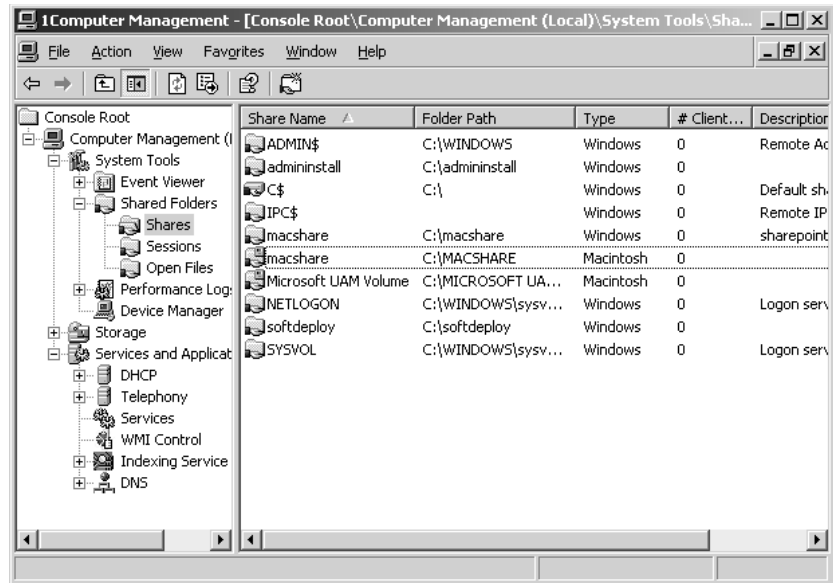 1Computer Management - [Console Root\Computer Management (Local)\System Tools\Sha...
File Action View Favorites Window Help
Console Root
Computer Management (l
System Tools
Event Viewer
Shared Folders
Shares
Sessions
Open Files
Performance Log:
Device Manager
Storage
Services and Applicat
DHCP
Telephony
Services
WMI Control
Indexing Service
DNS
Share Name Folder Path Type # Client... Description
ADMIN$ C:\WINDOWS Windows 0 Remote Ad
admininstall C:\admininstall Windows 0
C$ C:\ Windows 0 Default sha
IPC$ Windows 0 Remote IP
macshare C:\macshare Windows 0 sharepoint
macshare C:\MACSHARE Macintosh 0
Microsoft UAM Volume C:\MICROSOFT UA... Macintosh 0
NETLOGON C:\WINDOWS\sysv... Windows 0 Logon serv
softdeploy C:\softdeploy Windows 0
SYSVOL C:\WINDOWS\sysv... Windows 0 Logon serv